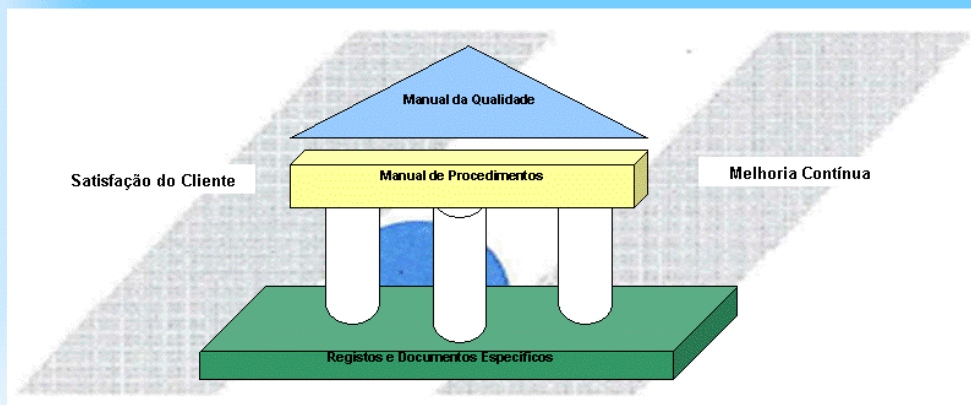 Manual da Qualidade
Manual de Procedimentos
Satisfação do Cliente
Melhoria Contínua
Registos e Documentos Específicos